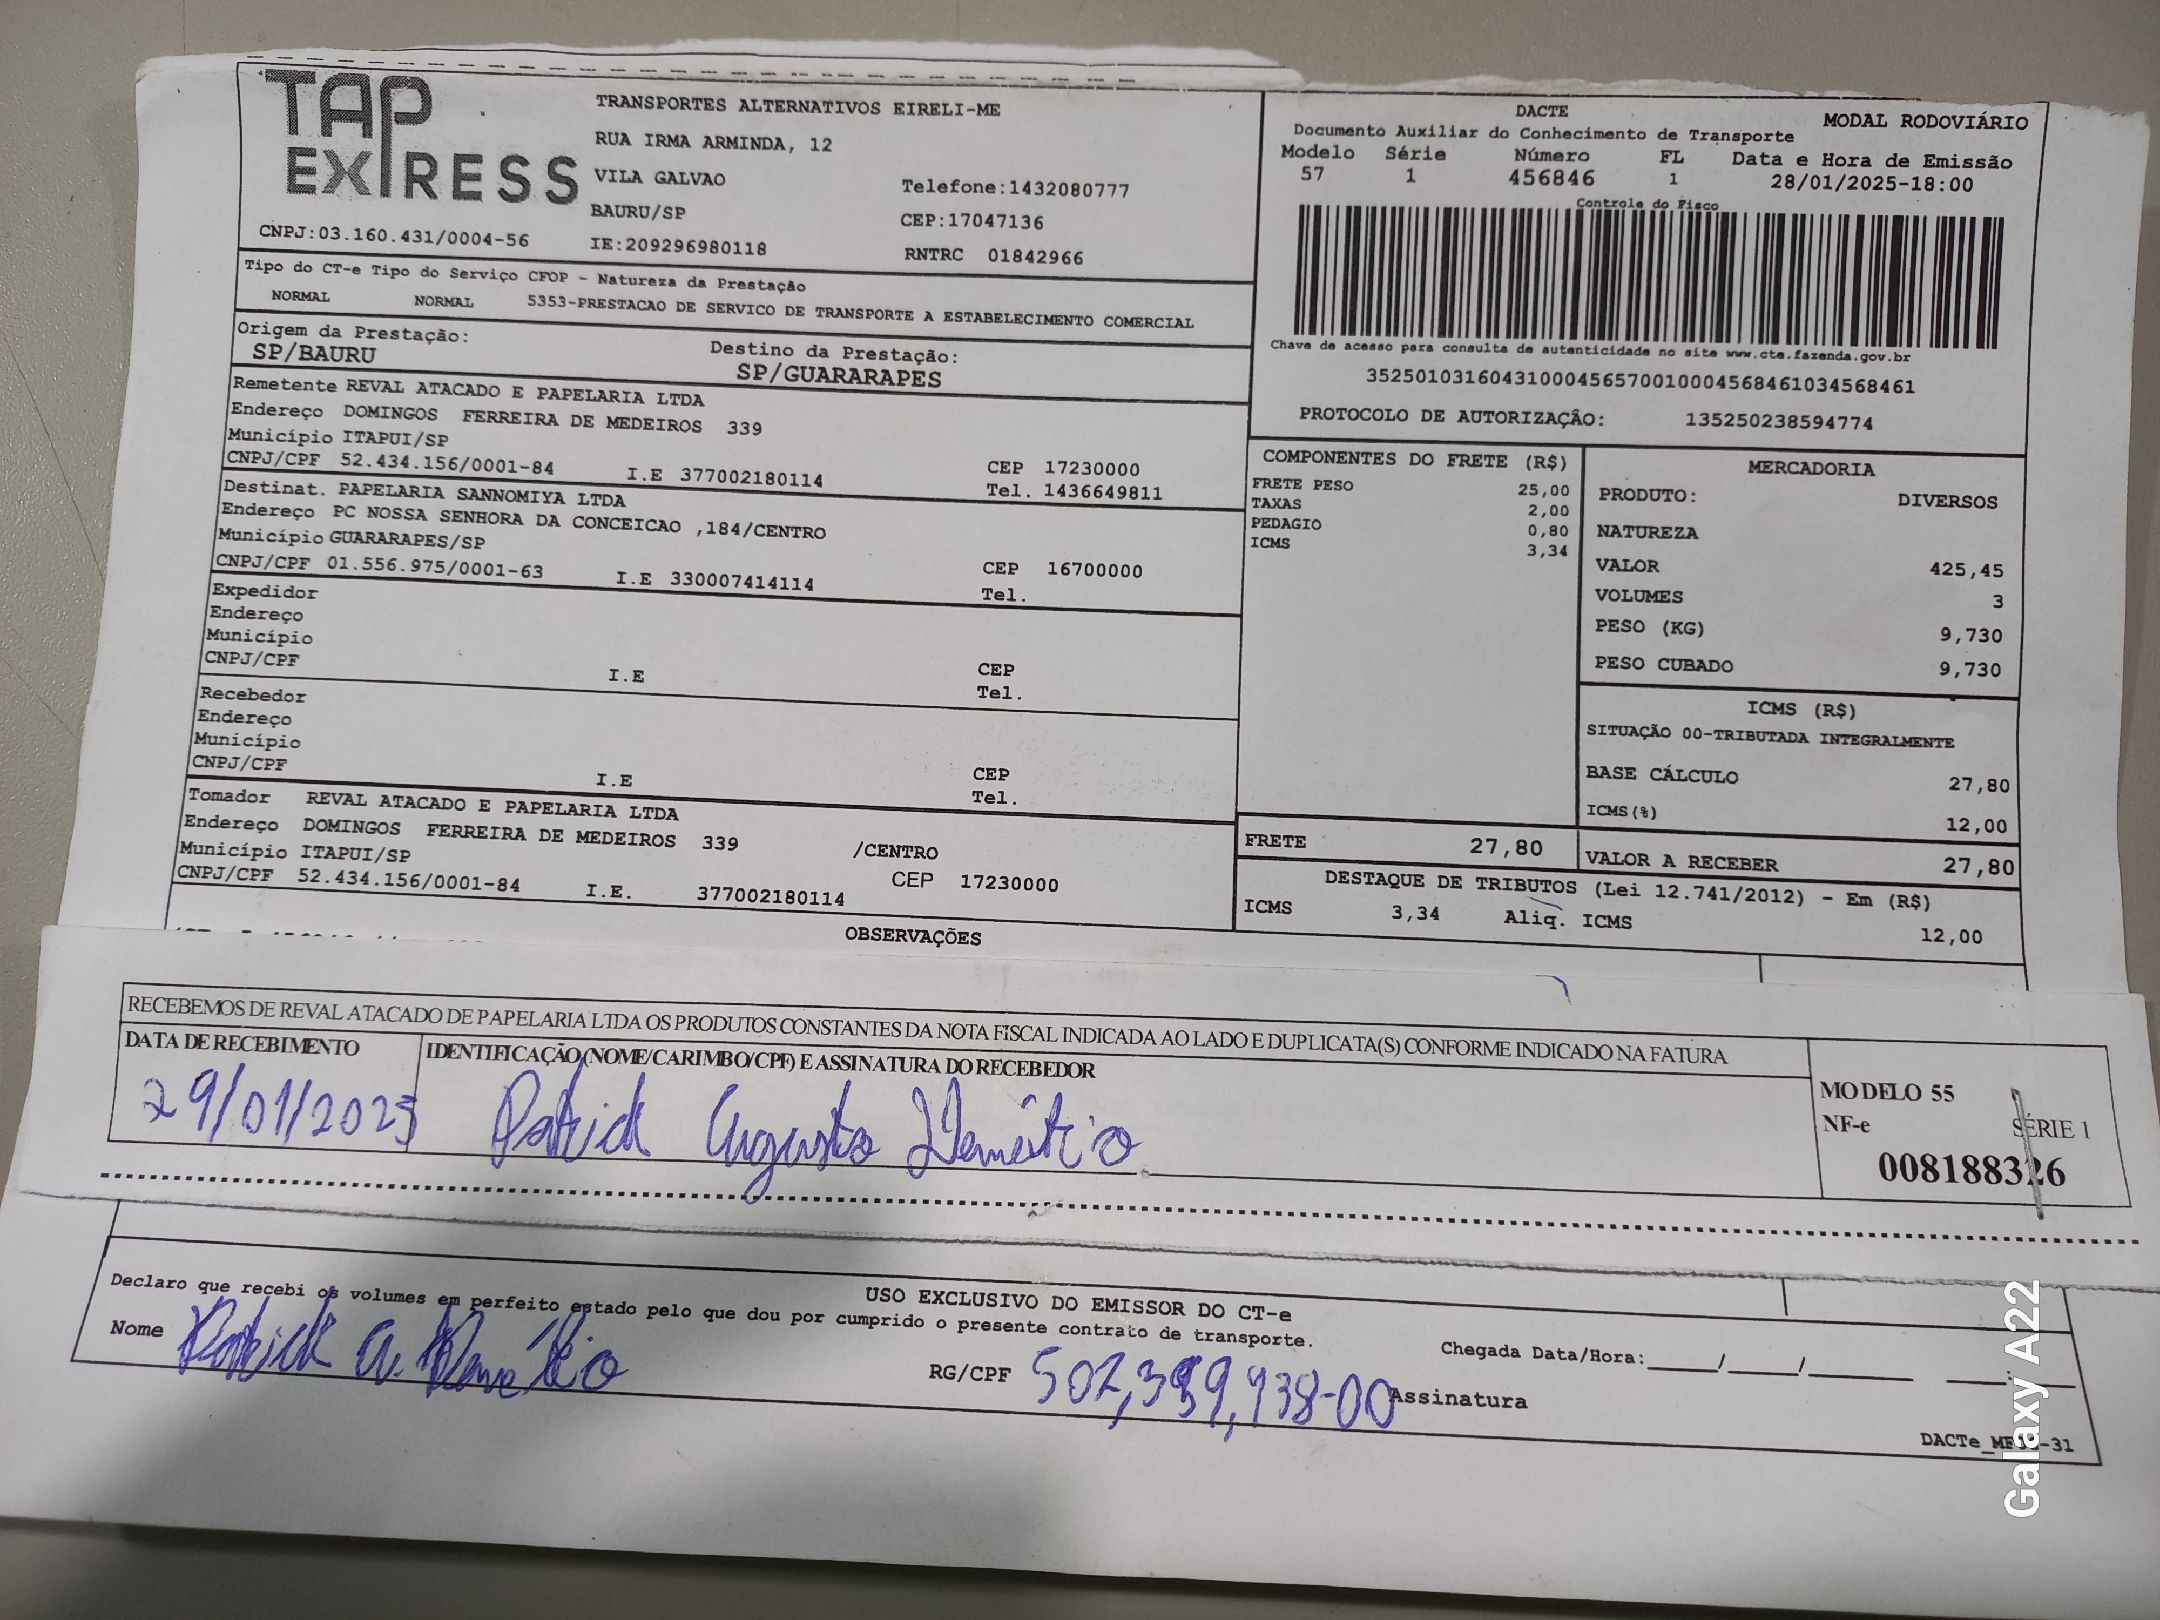 TAP EXPRESS
TRANSPORTES ALTERNATIVOS EIRELI-ME
RUA IRMA ARMINDA, 12
VILA GALVAO
Telefone:1432080777
BAURU/SP
CEP:17047136
CNPJ:03.160.431/0004-56
IE:209296980118
RNTRC 01842966
DACTE
MODAL RODOVIÁRIO
Documento Auxiliar do Conhecimento de Transporte
Modelo Série Número FL Data e Hora de Emissão
57 1 456846 1 28/01/2025-18:00
Controle do Fisco
Chave de acesso para consulta de autenticidade no site www.cte.fazenda.gov.br
35250103160431000456570010004568461034568461
PROTOCOLO DE AUTORIZAÇÃO: 135250238594774
Tipo do CT-e Tipo do Serviço CFOP - Natureza da Prestação
NORMAL NORMAL 5353-PRESTACAO DE SERVICO DE TRANSPORTE A ESTABELECIMENTO COMERCIAL
Origem da Prestação: Destino da Prestação:
SP/BAURU SP/GUARARAPES
Remetente REVAL ATACADO E PAPELARIA LTDA
Endereço DOMINGOS FERREIRA DE MEDEIROS 339
Município ITAPUI/SP CEP 17230000
CNPJ/CPF 52.434.156/0001-84 I.E 377002180114 Tel. 1436649811
Destinat. PAPELARIA SANNOMIYA LTDA
Endereço PC NOSSA SENHORA DA CONCEICAO ,184/CENTRO
Município GUARARAPES/SP CEP 16700000
CNPJ/CPF 01.556.975/0001-63 I.E 330007414114 Tel.
Expedidor
Endereço
Município CEP
CNPJ/CPF I.E Tel.
Recebedor
Endereço
Município CEP
CNPJ/CPF I.E Tel.
Tomador REVAL ATACADO E PAPELARIA LTDA
Endereço DOMINGOS FERREIRA DE MEDEIROS 339 /CENTRO
Município ITAPUI/SP CEP 17230000
CNPJ/CPF 52.434.156/0001-84 I.E. 377002180114
COMPONENTES DO FRETE (R$)
FRETE PESO 25,00
TAXAS 2,00
PEDAGIO 0,80
ICMS 3,34
MERCADORIA
PRODUTO: DIVERSOS
NATUREZA
VALOR 425,45
VOLUMES 3
PESO (KG) 9,730
PESO CUBADO 9,730
ICMS (R$)
SITUAÇÃO 00-TRIBUTADA INTEGRALMENTE
BASE CÁLCULO 27,80
ICMS(%) 12,00
FRETE 27,80 VALOR A RECEBER 27,80
DESTAQUE DE TRIBUTOS (Lei 12.741/2012) - Em (R$)
ICMS 3,34 Aliq. ICMS 12,00
OBSERVAÇÕES
RECEBEMOS DE REVAL ATACADO DE PAPELARIA LTDA OS PRODUTOS CONSTANTES DA NOTA FISCAL INDICADA AO LADO E DUPLICATA(S) CONFORME INDICADO NA FATURA
DATA DE RECEBIMENTO IDENTIFICAÇÃO (NOME/CARIMBO/CPF) E ASSINATURA DO RECEBEDOR
29/01/2025 Patrick Augusto Demétrio
MODELO 55
NF-e SÉRIE 1
008188326
USO EXCLUSIVO DO EMISSOR DO CT-e
Declaro que recebi os volumes em perfeito estado pelo que dou por cumprido o presente contrato de transporte.
Nome Patrick A. Demétrio RG/CPF Assinatura
Chegada Data/Hora:_____/_____/_______ ___:____
Galaxy A22